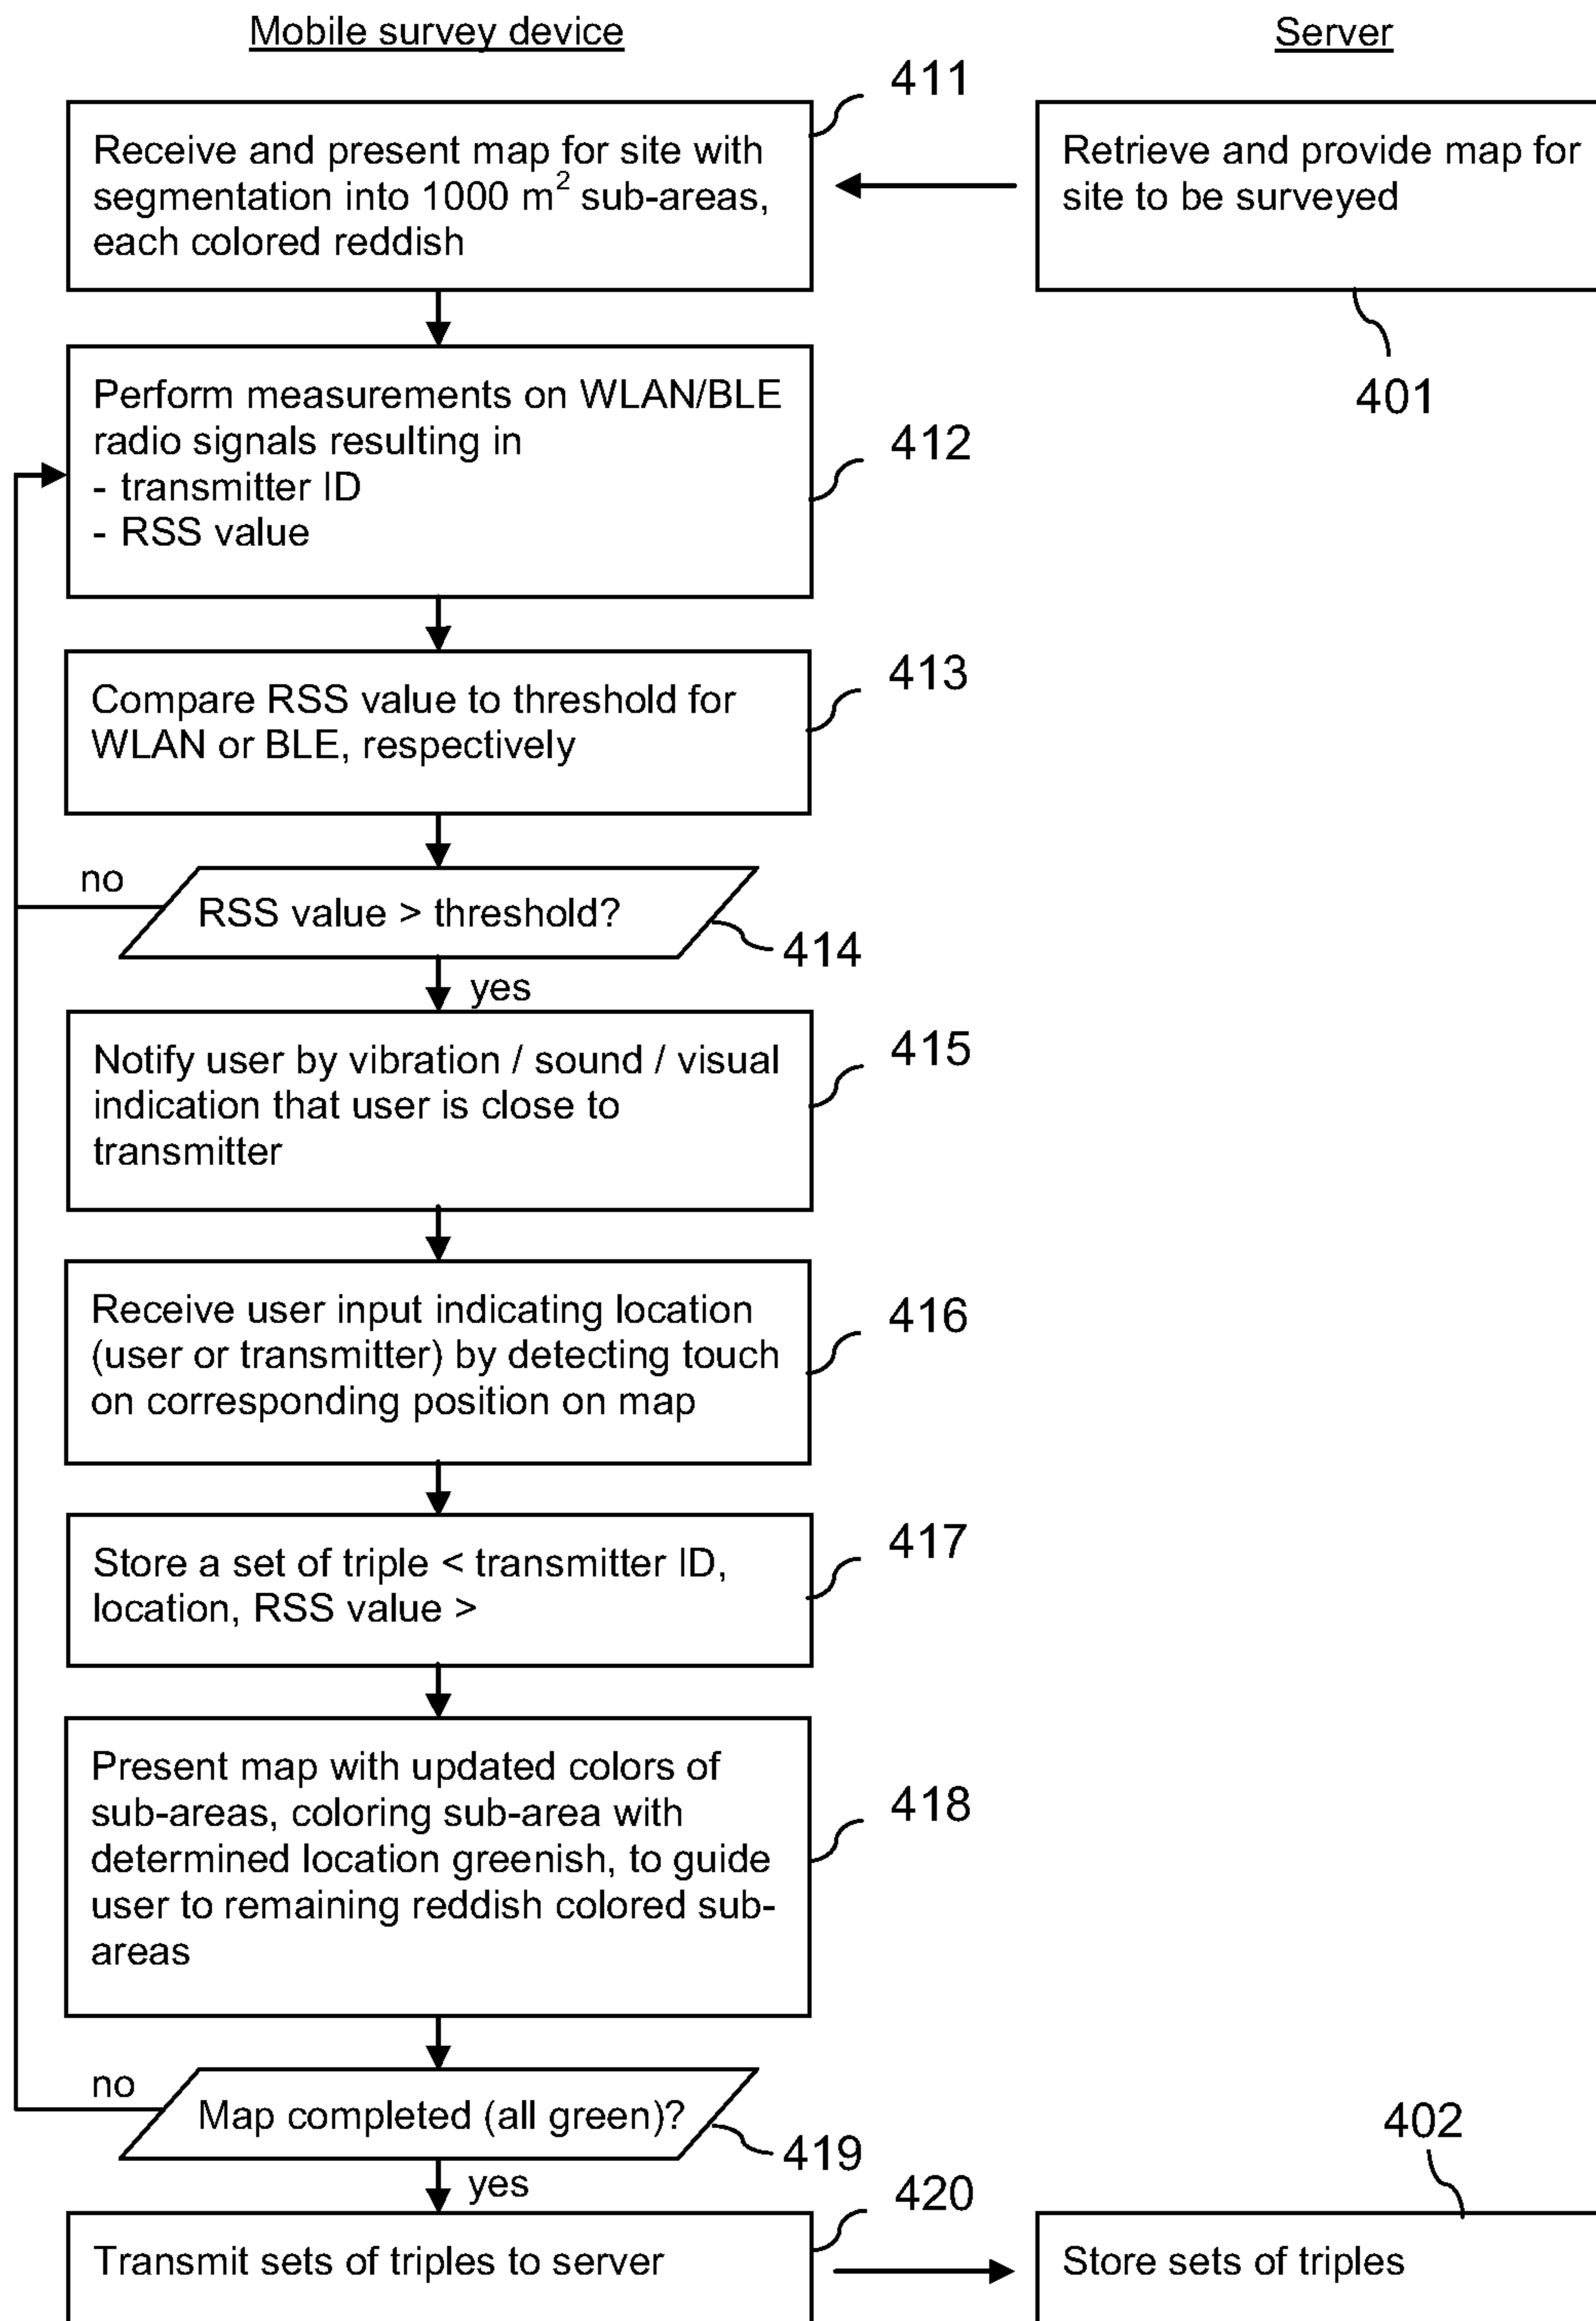 Mobile survey device
Server
411
Receive and present map for site with
segmentation into 1000 m² sub-areas,
each colored reddish
Retrieve and provide map for
site to be surveyed
401
Perform measurements on WLAN/BLE
radio signals resulting in
- transmitter ID
- RSS value
412
Compare RSS value to threshold for
WLAN or BLE, respectively
413
no
RSS value > threshold?
414
yes
Notify user by vibration / sound / visual
indication that user is close to
transmitter
415
Receive user input indicating location
(user or transmitter) by detecting touch
on corresponding position on map
416
Store a set of triple < transmitter ID,
location, RSS value >
417
Present map with updated colors of
sub-areas, coloring sub-area with
determined location greenish, to guide
user to remaining reddish colored sub-
areas
418
no
Map completed (all green)?
419
yes
420
402
Transmit sets of triples to server
Store sets of triples